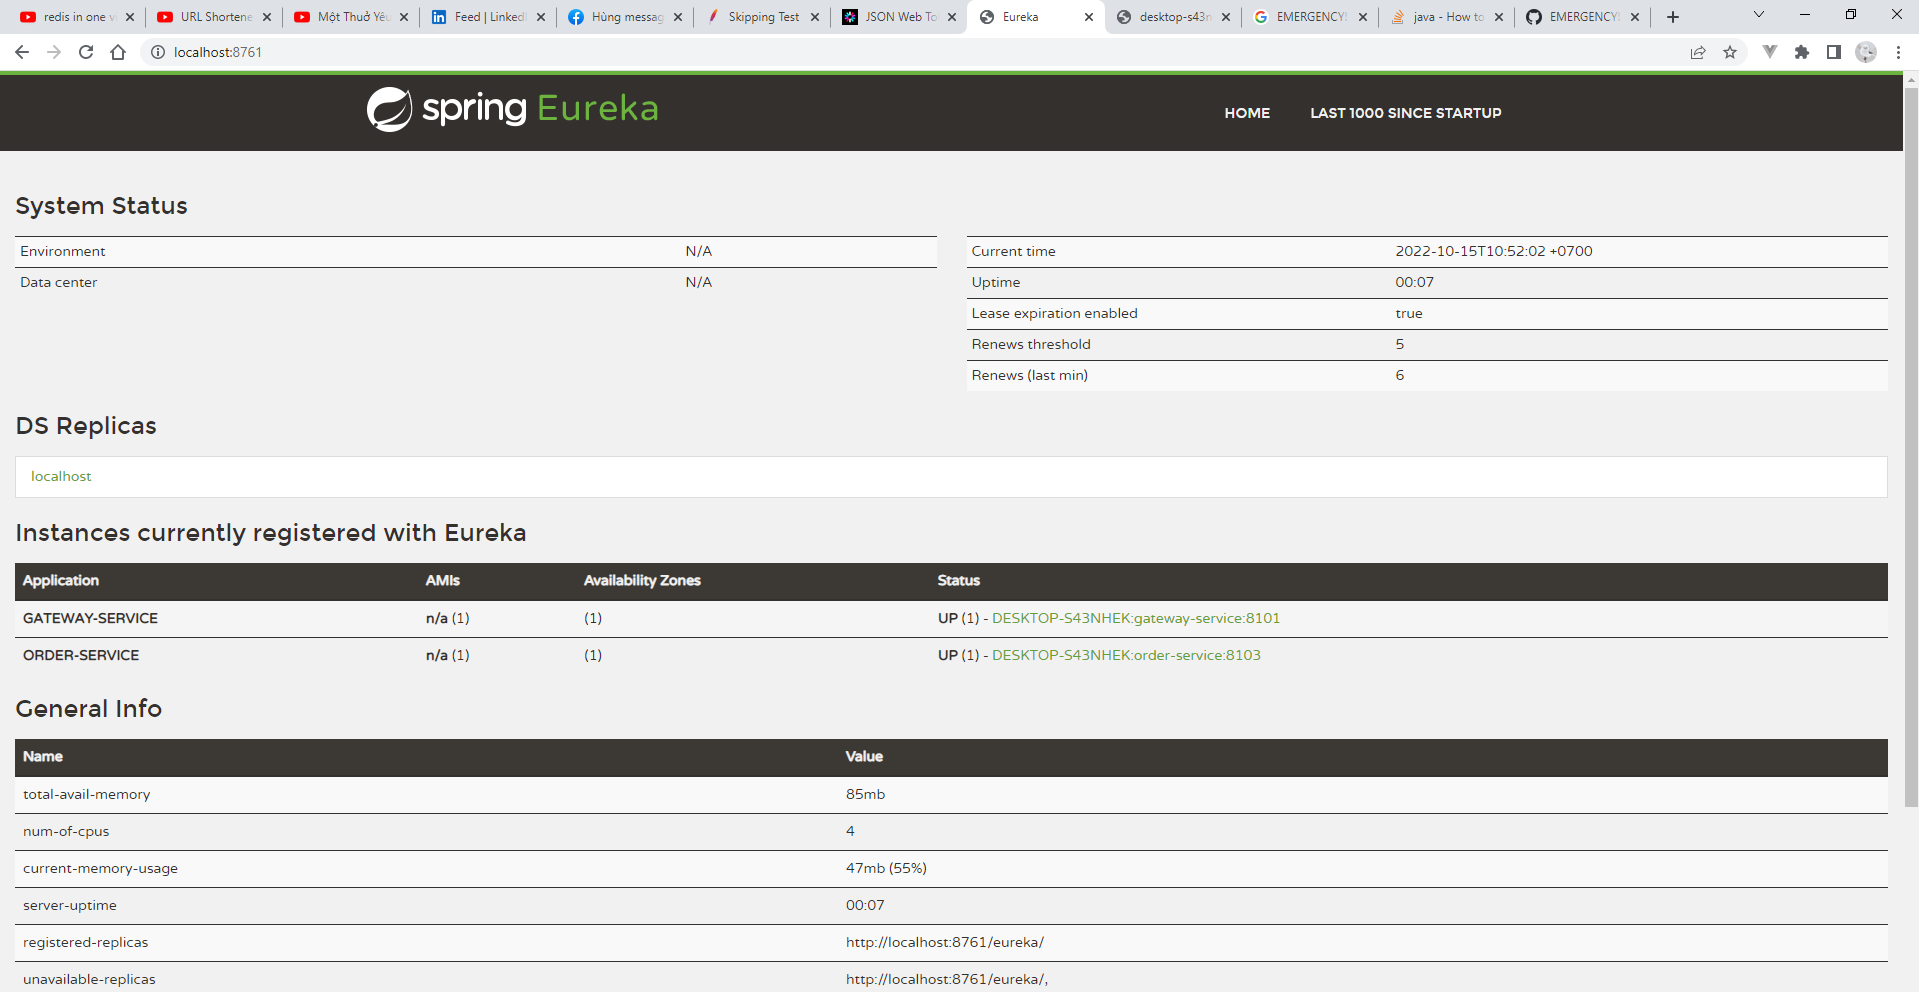 redis in one vi
URL Shortene
Một Thuở Yêu
Feed | LinkedI
Hùng messag
Skipping Test
JSON Web To
Eureka
desktop-s43n
EMERGENCY!
java - How to
EMERGENCY!
localhost:8761
spring Eureka
HOME
LAST 1000 SINCE STARTUP
System Status
Environment N/A
Data center N/A
Current time 2022-10-15T10:52:02 +0700
Uptime 00:07
Lease expiration enabled true
Renews threshold 5
Renews (last min) 6
DS Replicas
localhost
Instances currently registered with Eureka
Application AMIs Availability Zones Status
GATEWAY-SERVICE n/a (1) (1) UP (1) - DESKTOP-S43NHEK:gateway-service:8101
ORDER-SERVICE n/a (1) (1) UP (1) - DESKTOP-S43NHEK:order-service:8103
General Info
Name Value
total-avail-memory 85mb
num-of-cpus 4
current-memory-usage 47mb (55%)
server-uptime 00:07
registered-replicas http://localhost:8761/eureka/
unavailable-replicas http://localhost:8761/eureka/,